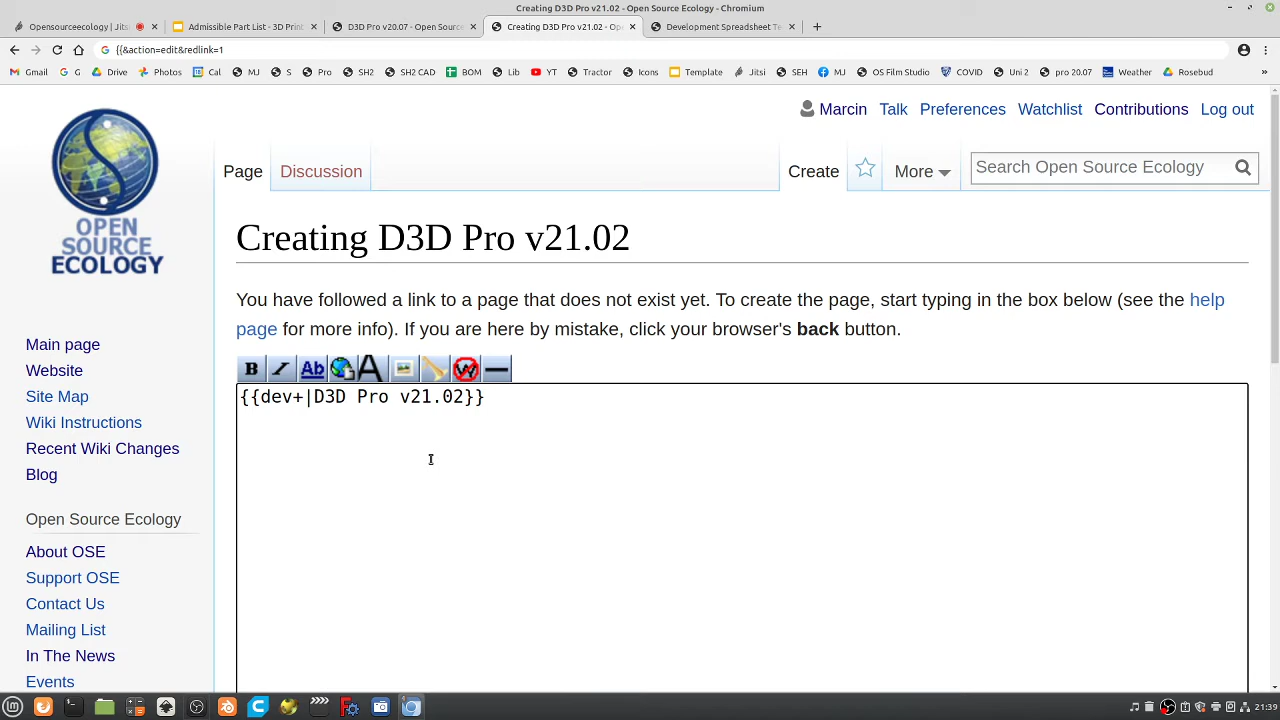 Creating D3D Pro v21.02 - Open Source Ecology - Chromium
Opensourceecology | Jits
Admissible Part List - 3D Print
D3D Pro v20.07 - Open Source
Creating D3D Pro v21.02 - Ope
Development Spreadsheet Te
{{&action=edit&redlink=1
Gmail
G
Drive
Photos
Cal
MJ
S
Pro
SH2
SH2 CAD
BOM
Lib
YT
Tractor
Icons
Template
Jitsi
SEH
MJ
OS Film Studio
COVID
Uni 2
pro 20.07
Weather
Rosebud
»
Marcin
Talk
Preferences
Watchlist
Contributions
Log out
OPEN
SOURCE
ECOLOGY
Page
Discussion
Create
More
Search Open Source Ecology
Creating D3D Pro v21.02
You have followed a link to a page that does not exist yet. To create the page, start typing in the box below (see the help
page for more info). If you are here by mistake, click your browser's back button.
B
I
Ab
A
W
{{dev+|D3D Pro v21.02}}
Main page
Website
Site Map
Wiki Instructions
Recent Wiki Changes
Blog
Open Source Ecology
About OSE
Support OSE
Contact Us
Mailing List
In The News
Events
21:39